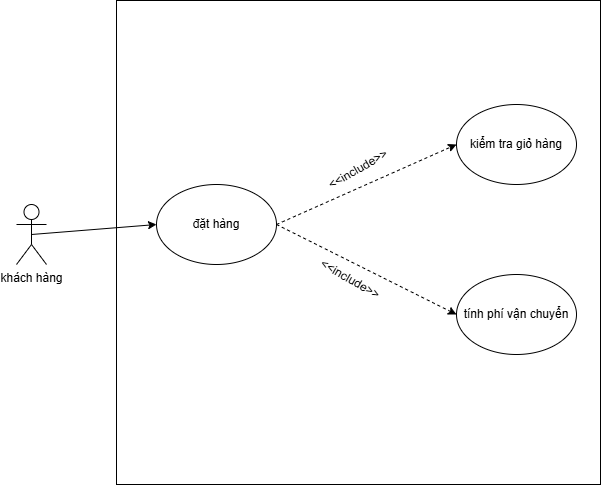 kiểm tra giỏ hàng
<<include>>
đặt hàng
<<include>>
khách hàng
tính phí vận chuyển